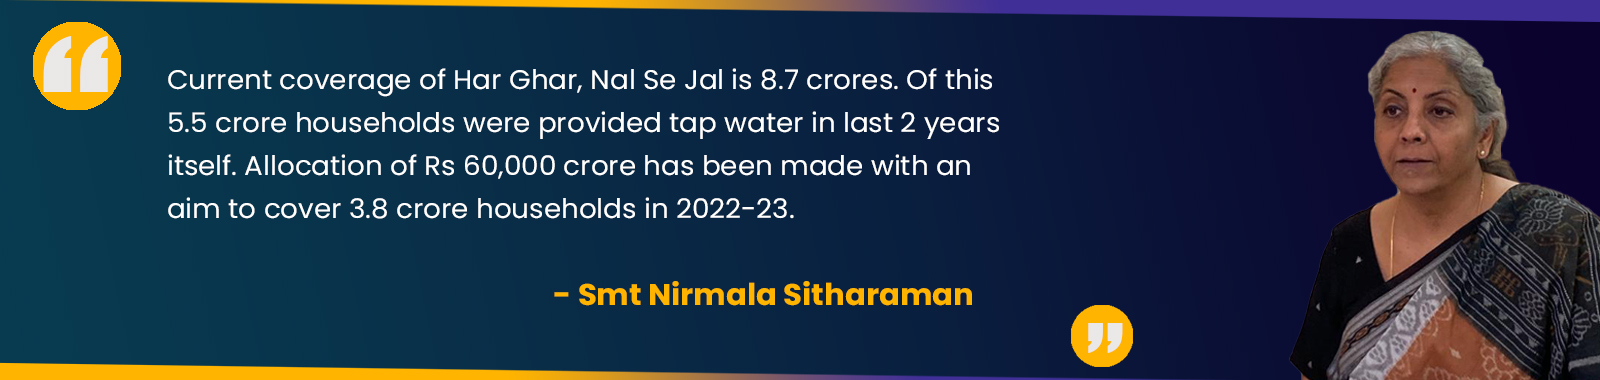 Current coverage of Har Ghar, Nal Se Jal is 8.7 crores. Of this
5.5 crore households were provided tap water in last 2 years
itself. Allocation of Rs 60,000 crore has been made with an
aim to cover 3.8 crore households in 2022-23.
- Smt Nirmala Sitharaman